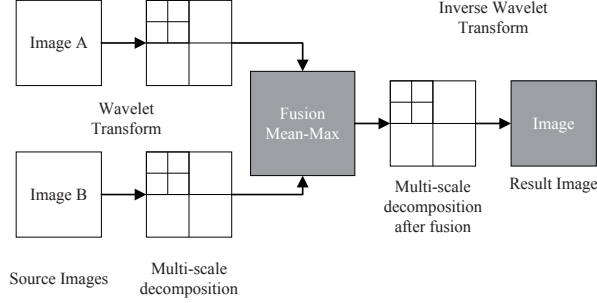 Inverse Wavelet
Transform
Image A
Wavelet
Transform
Fusion
Mean-Max
Image
Image B
Multi-scale
decomposition
after fusion
Result Image
Source Images
Multi-scale
decomposition